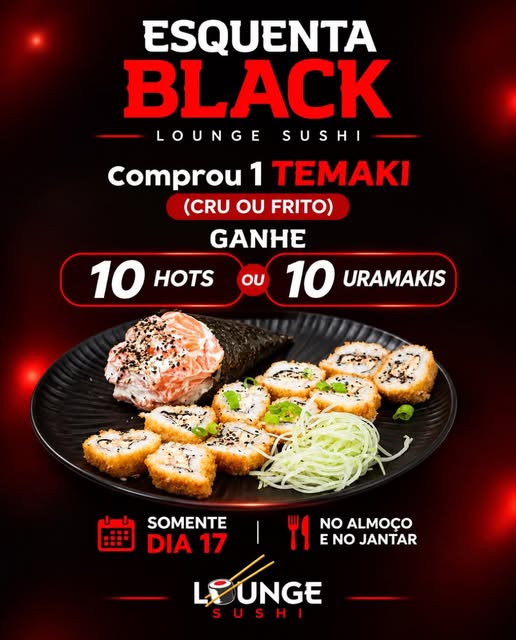 ESQUENTA
BLACK
LOUNGE SUSHI
Comprou 1 TEMAKI
(CRU OU FRITO)
GANHE
10 HOTS OU 10 URAMAKIS
SOMENTE
DIA 17
NO ALMOÇO
E NO JANTAR
LOUNGE
SUSHI